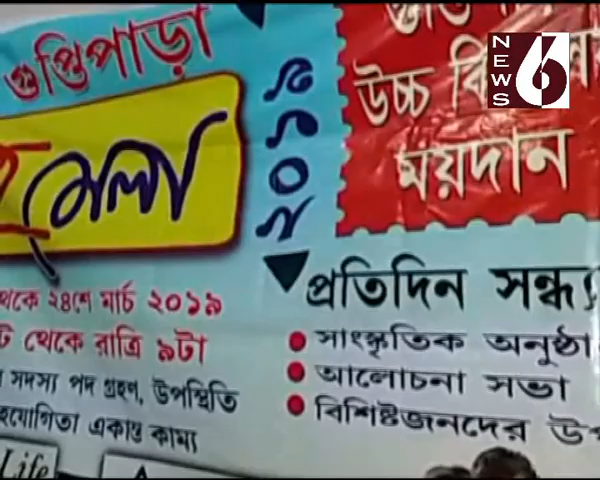 গুপ্তিপাড়া
মেলা
২০১৯
উচ্চ
ময়দান
থেকে ২৪শে মার্চ ২০১৯
টা থেকে রাত্রি ৯টা
সদস্য পদ গ্রহণ, উপস্থিতি
একান্ত কাম্য
Life
প্রতিদিন সন্ধ্যা
সাংস্কৃতিক অনুষ্ঠা
আলোচনা সভা
বিশিষ্টজনদের উপ
NEWS 6